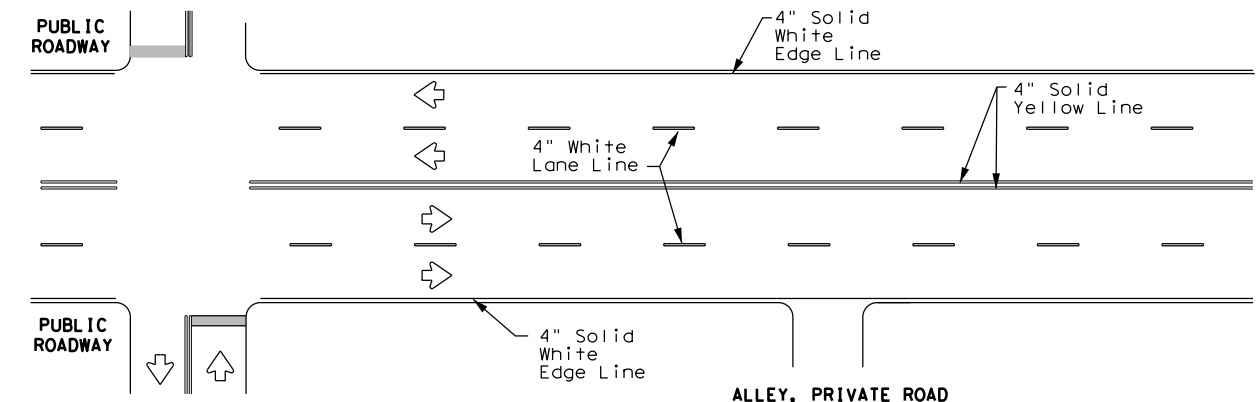 PUBLIC
ROADWAY
4" Solid
White
Edge Line
4" Solid
Yellow Line
4" White
Lane Line
PUBLIC
ROADWAY
4" Solid
White
Edge Line
ALLEY, PRIVATE ROAD